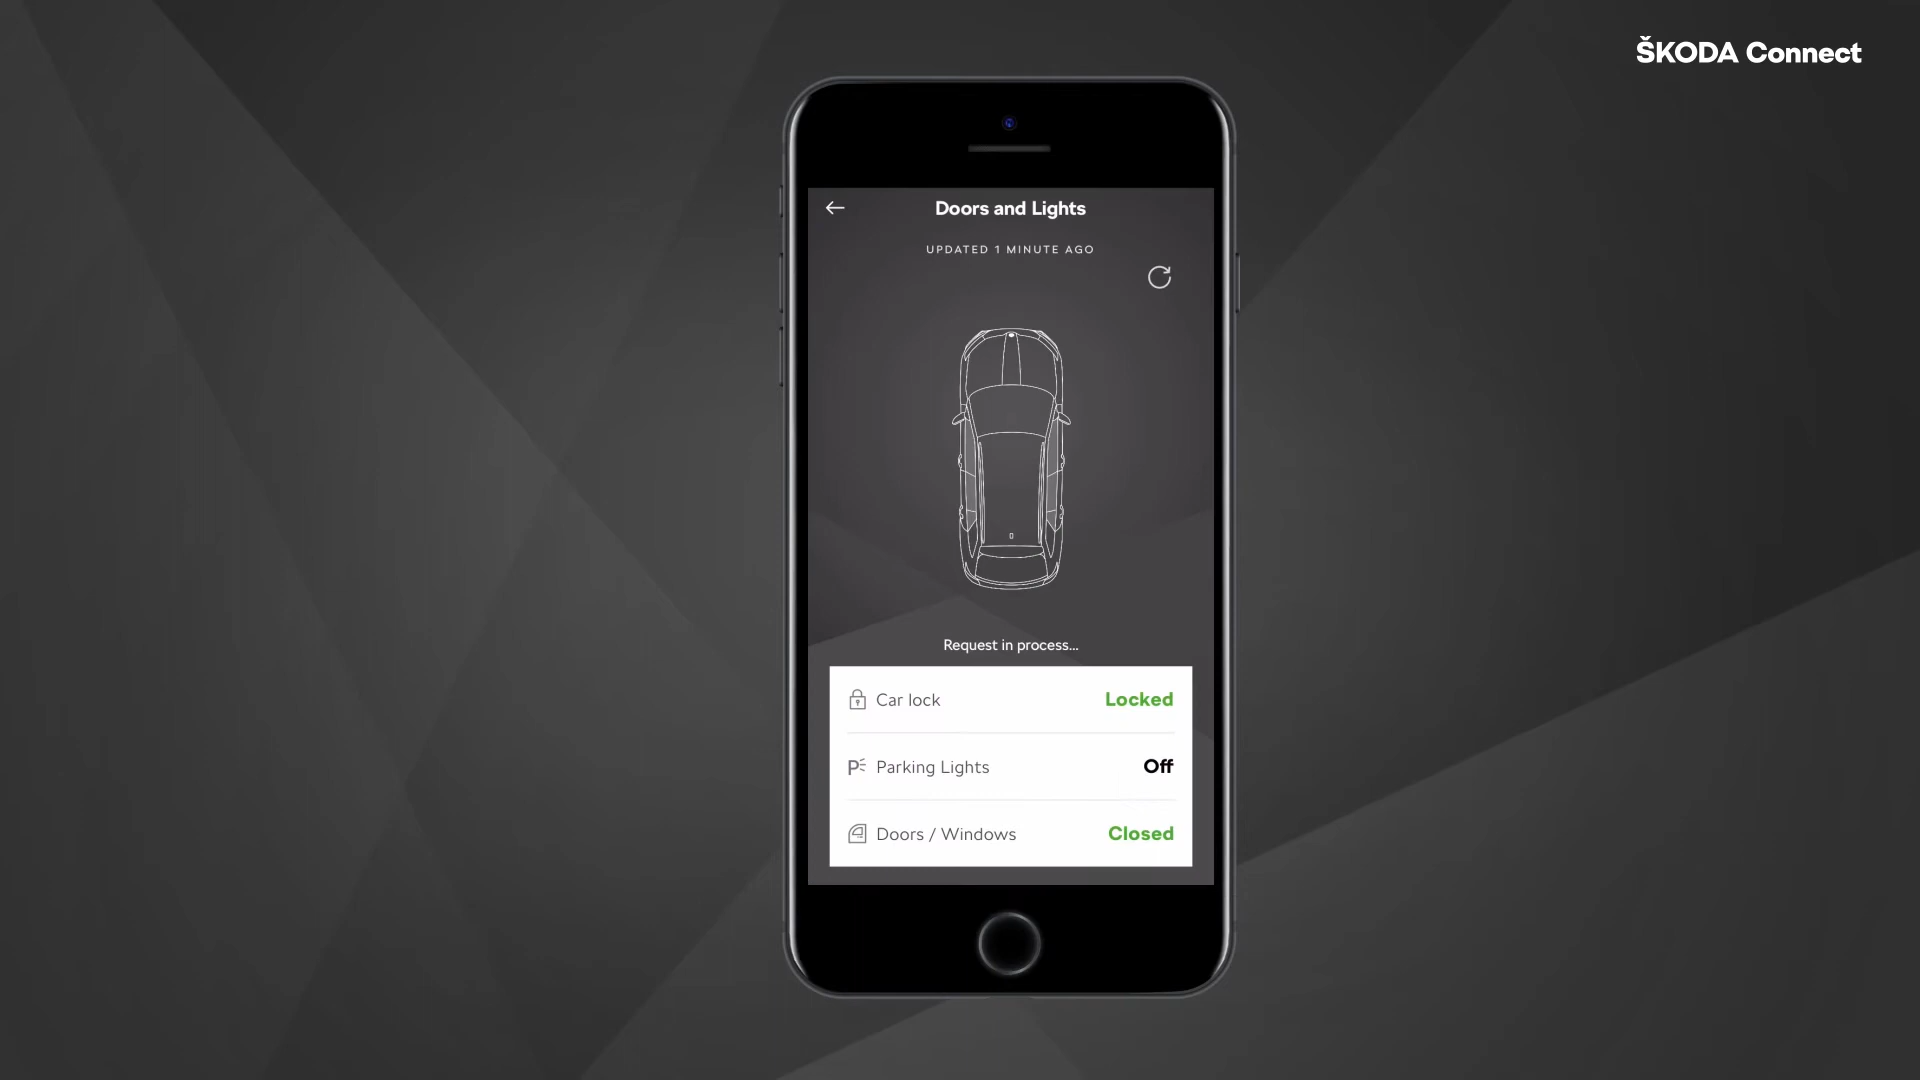 ŠKODA Connect
Doors and Lights
UPDATED 1 MINUTE AGO
Request in process...
Car lock Locked
Parking Lights Off
Doors / Windows Closed